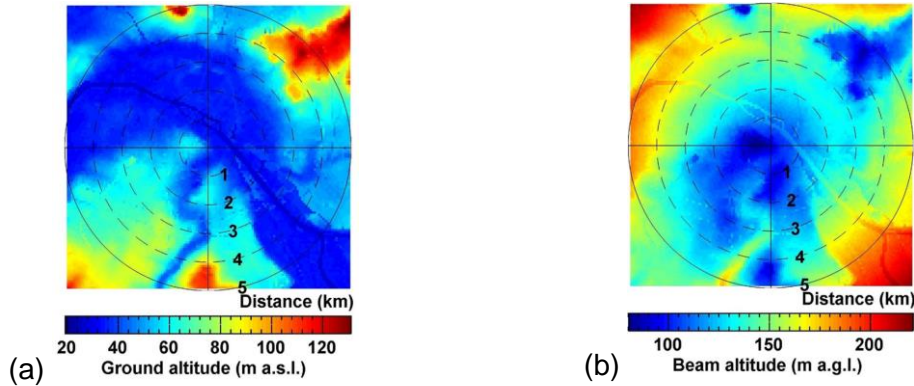 1
2
3
4
5
Distance (km)
20 40 60 80 100 120
(a) Ground altitude (m a.s.l.)
1
2
3
4
5
Distance (km)
100 150 200
(b) Beam altitude (m a.g.l.)